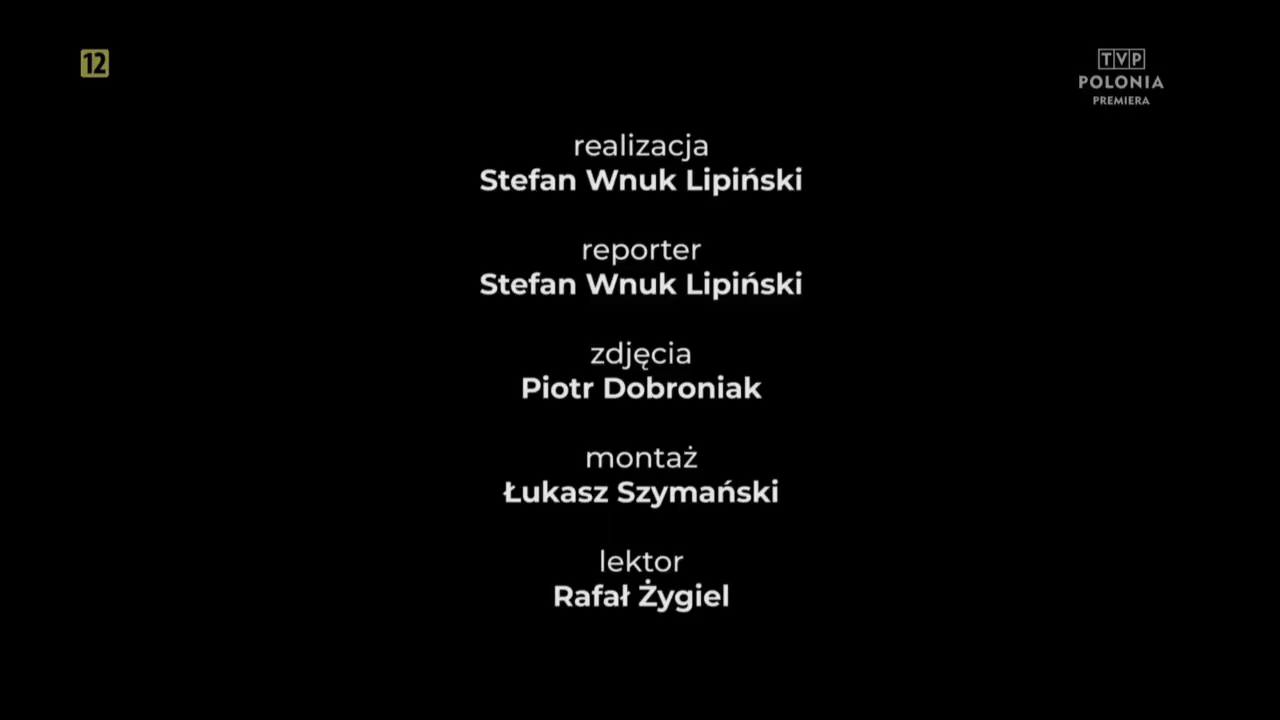 12
TVP
POLONIA
PREMIERA
realizacja
Stefan Wnuk Lipiński
reporter
Stefan Wnuk Lipiński
zdjęcia
Piotr Dobroniak
montaż
Łukasz Szymański
lektor
Rafał Żygiel